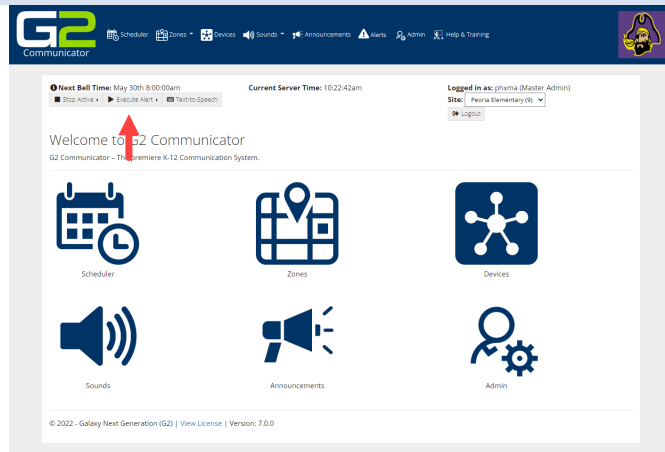 G2
Communicator
Scheduler Zones Devices Sounds Announcements Alerts Admin Help & Training
Next Bell Time: May 30th 8:00:00am Current Server Time: 10:22:42am Logged in as: phxma (Master Admin)
Stop Active Execute Alert Text-to-Speech Site: Peoria Elementary (9)
Logout
Welcome to G2 Communicator
G2 Communicator – The premiere K-12 Communication System.
Scheduler Zones Devices
Sounds Announcements Admin
© 2022 - Galaxy Next Generation (G2) | View License | Version: 7.0.0